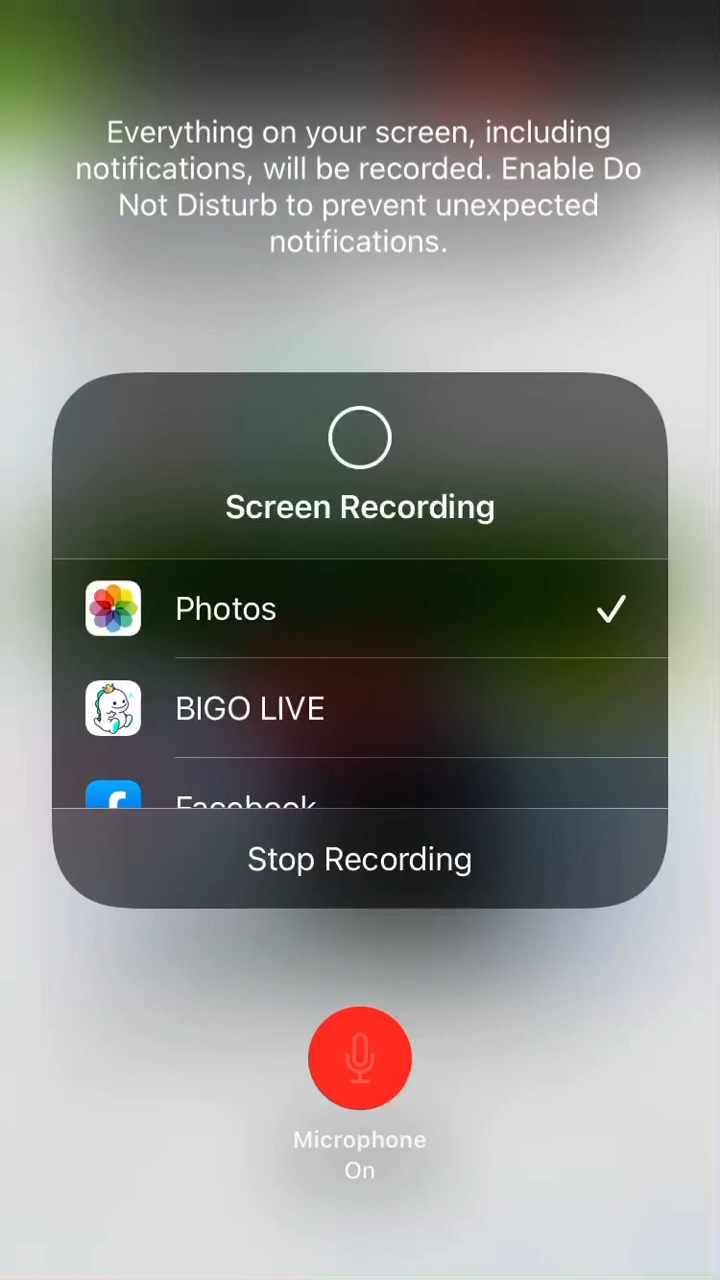 Everything on your screen, including
notifications, will be recorded. Enable Do
Not Disturb to prevent unexpected
notifications.
Screen Recording
Photos
BIGO LIVE
Facebook
Stop Recording
Microphone
On